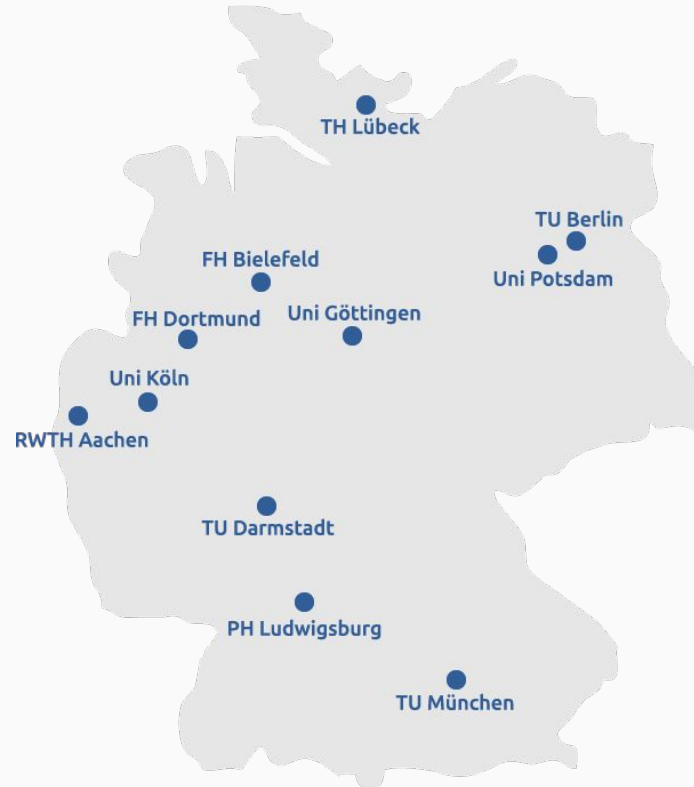 TH Lübeck
TU Berlin
FH Bielefeld
Uni Potsdam
Uni Göttingen
FH Dortmund
Uni Köln
RWTH Aachen
TU Darmstadt
PH Ludwigsburg
TU München